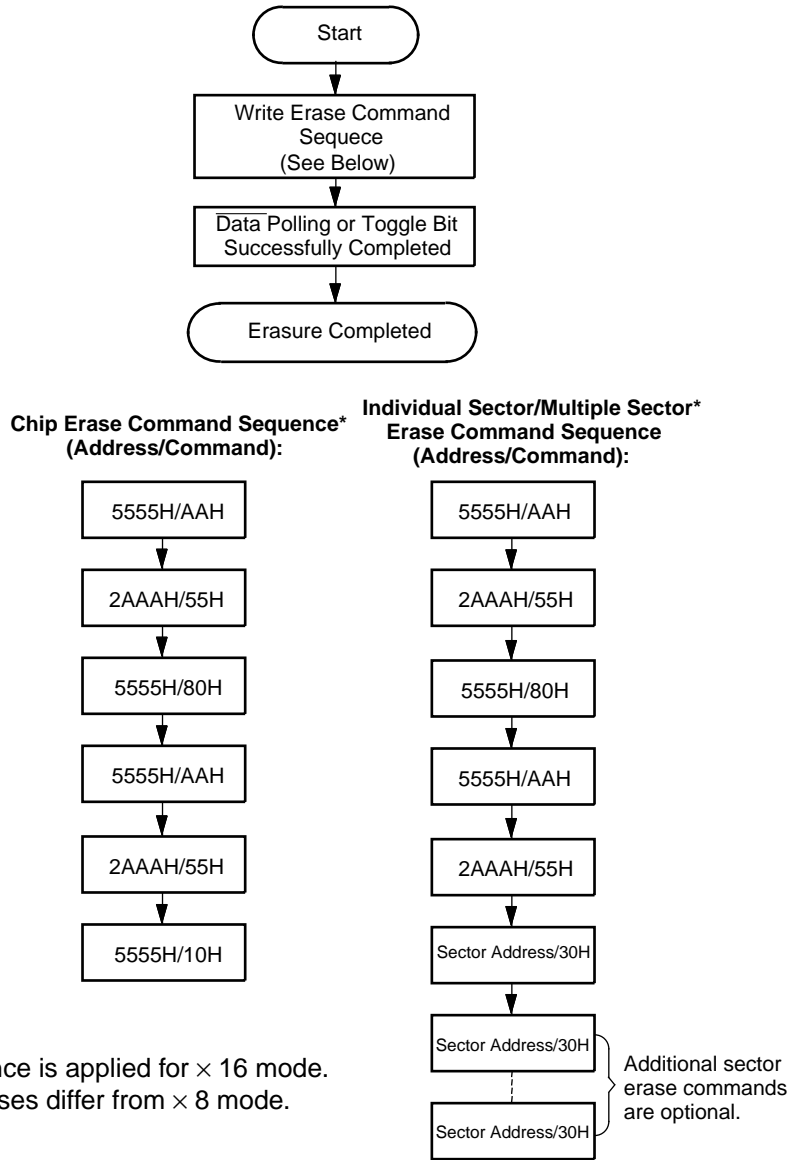 Start
Write Erase Command
Sequece
(See Below)
Data Polling or Toggle Bit
Successfully Completed
Erasure Completed
Chip Erase Command Sequence*
(Address/Command):
5555H/AAH
2AAAH/55H
5555H/80H
5555H/AAH
2AAAH/55H
5555H/10H
Individual Sector/Multiple Sector*
Erase Command Sequence
(Address/Command):
5555H/AAH
2AAAH/55H
5555H/80H
5555H/AAH
2AAAH/55H
Sector Address/30H
Sector Address/30H
Sector Address/30H
Additional sector
erase commands
are optional.
is applied for × 16 mode.
differ from × 8 mode.